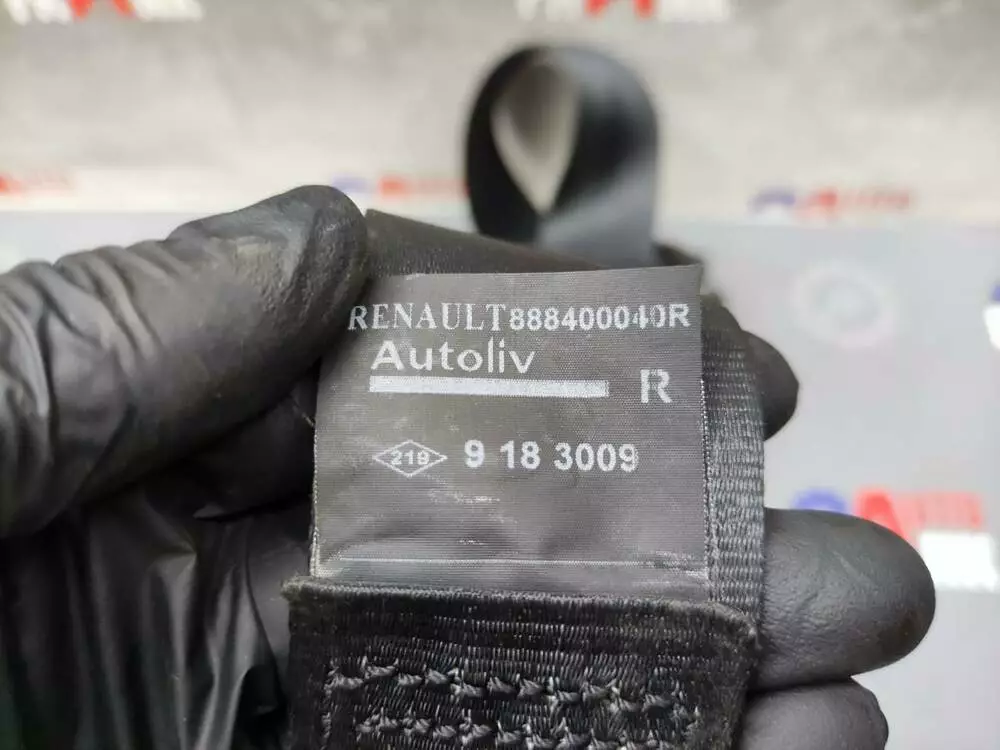 RENAULT888400040R
Autoliv
R
219 9 18 3009